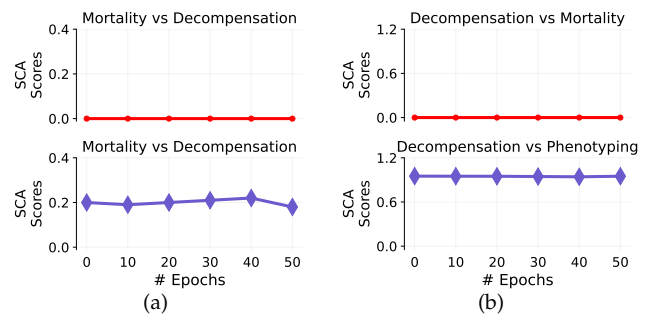 Mortality vs Decompensation
SCA
Scores
0.4
0.2
0.0
Mortality vs Decompensation
SCA
Scores
0.4
0.2
0.0
0 10 20 30 40 50
# Epochs
(a)
Decompensation vs Mortality
SCA
Scores
1.2
0.6
0.0
Decompensation vs Phenotyping
SCA
Scores
1.2
0.6
0.0
0 10 20 30 40 50
# Epochs
(b)